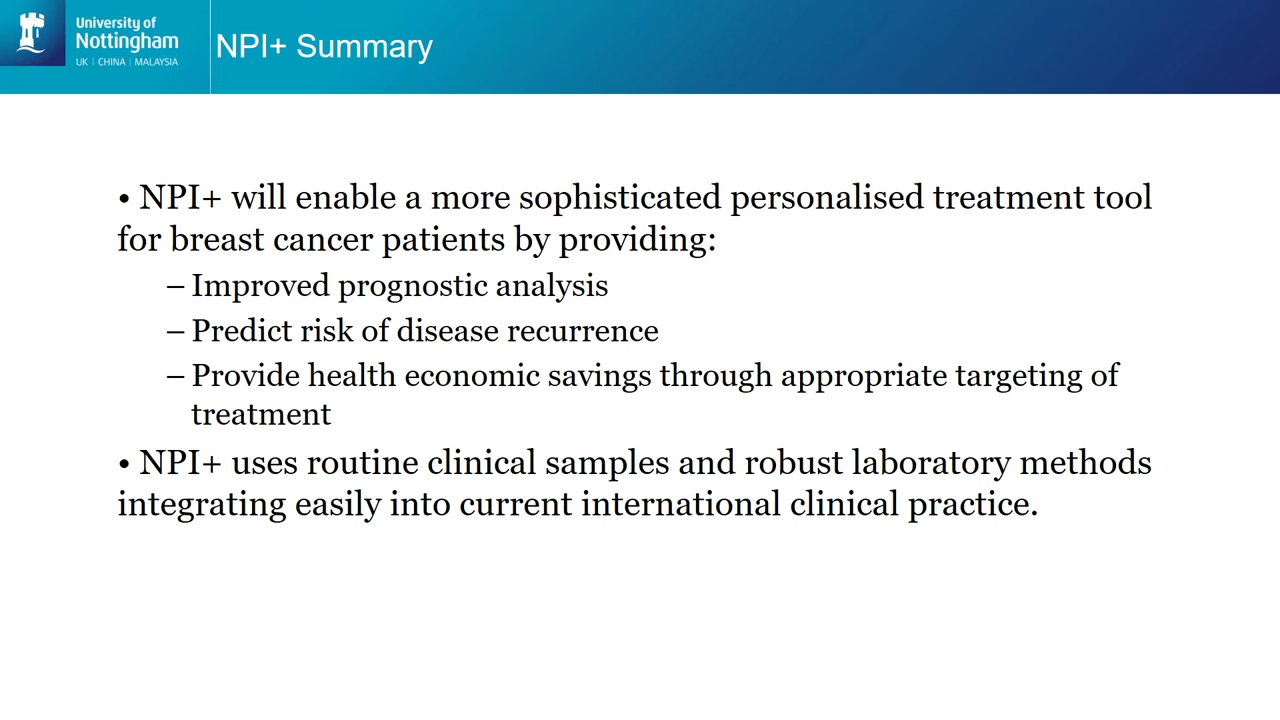 University of
Nottingham
UK | CHINA | MALAYSIA
NPI+ Summary
• NPI+ will enable a more sophisticated personalised treatment tool
for breast cancer patients by providing:
– Improved prognostic analysis
– Predict risk of disease recurrence
– Provide health economic savings through appropriate targeting of
treatment
• NPI+ uses routine clinical samples and robust laboratory methods
integrating easily into current international clinical practice.